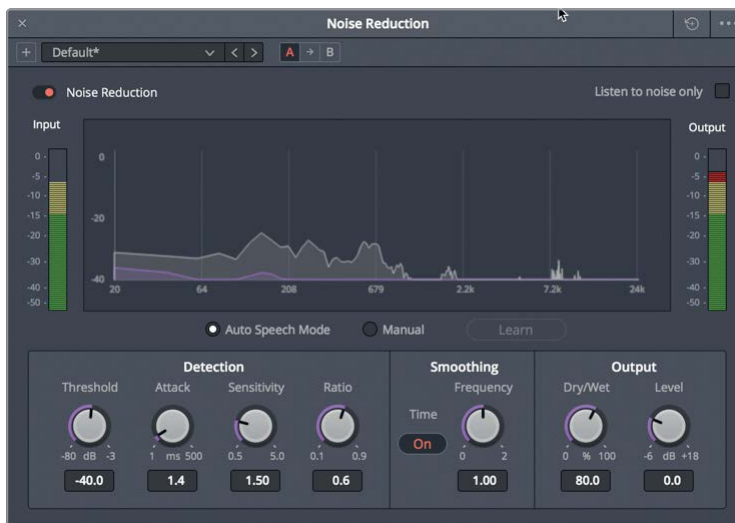 Noise Reduction
Default*
A
B
Noise Reduction
Listen to noise only
Input
Output
0
-5
-10
-15
-20
-30
-40
-50
0
-20
-40
20
64
208
679
2.2k
7.2k
24k
0
-5
-10
-15
-20
-30
-40
-50
Auto Speech Mode
Manual
Learn
Detection
Threshold
Attack
Sensitivity
Ratio
-80 dB -3
1 ms 500
0.5 5.0
0.1 0.9
-40.0
1.4
1.50
0.6
Smoothing
Time
On
Frequency
0 2
1.00
Output
Dry/Wet
Level
0 % 100
-6 dB +18
80.0
0.0